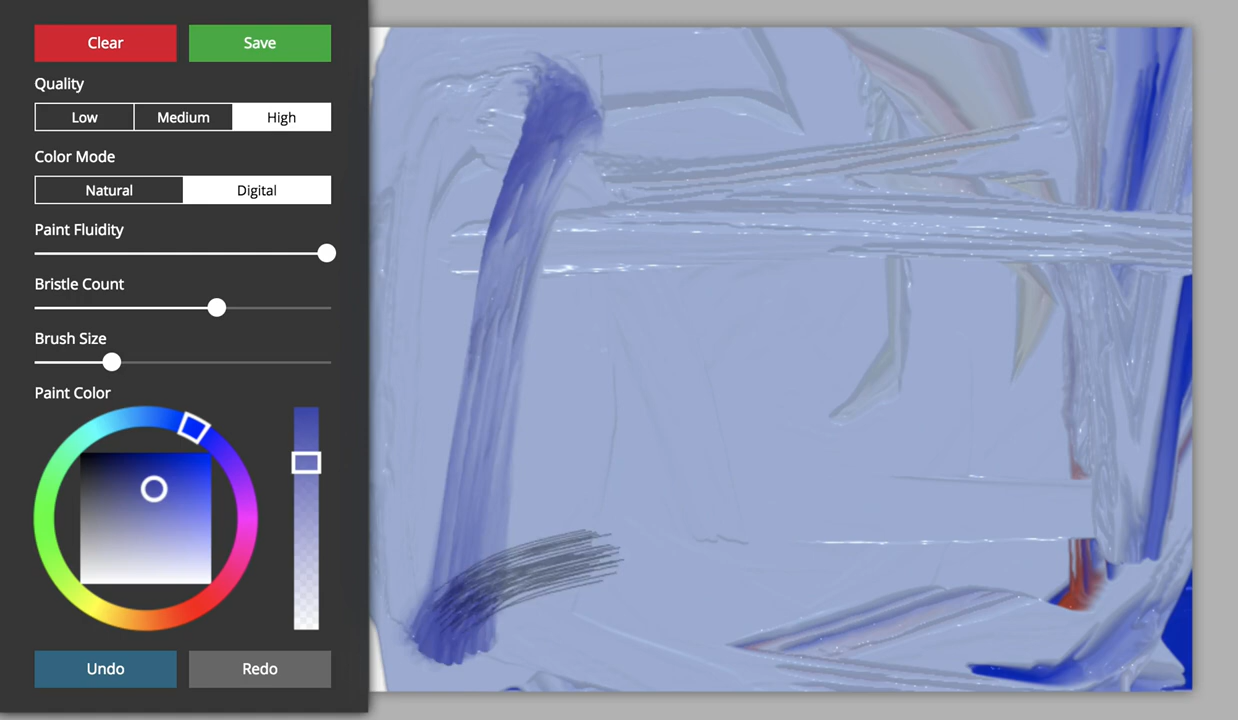 Clear Save
Quality
Low Medium High
Color Mode
Natural Digital
Paint Fluidity
Bristle Count
Brush Size
Paint Color
Undo Redo